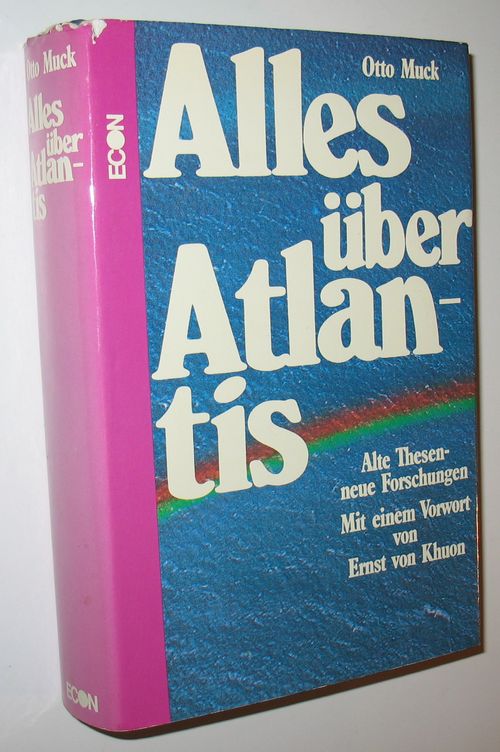 Otto Muck
Alles
über
Atlan-
tis
ECON
ECON
Otto Muck
Alles
über
Atlan-
tis
Alte Thesen-
neue Forschungen
Mit einem Vorwort
von
Ernst von Khuon